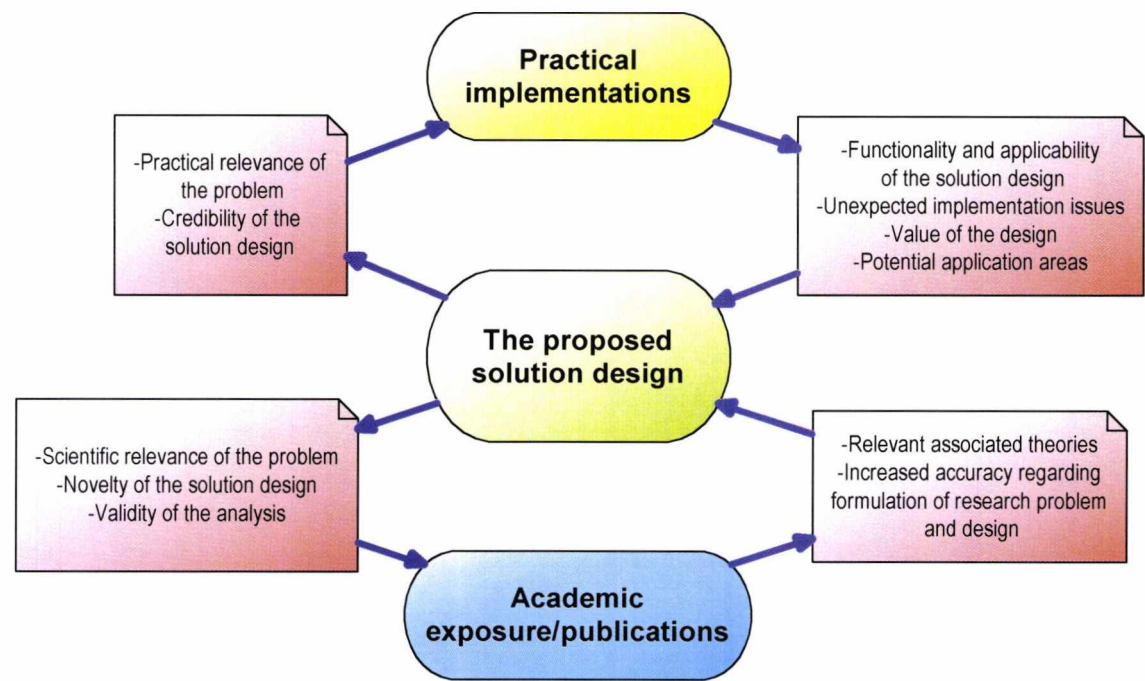 Practical
implementations
-Practical relevance of
the problem
-Credibility of the
solution design
-Functionality and applicability
of the solution design
-Unexpected implementation issues
-Value of the design
-Potential application areas
The proposed
solution design
-Scientific relevance of the problem
-Novelty of the solution design
-Validity of the analysis
-Relevant associated theories
-Increased accuracy regarding
formulation of research problem
and design
Academic
exposure/publications